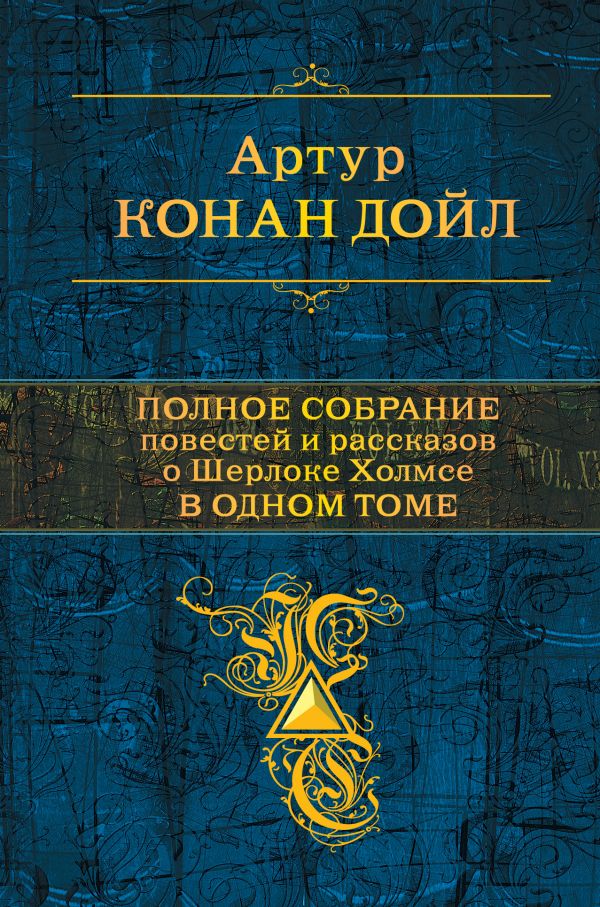 Артур
КОНАН ДОЙЛ
ПОЛНОЕ СОБРАНИЕ
повестей и рассказов
о Шерлоке Холмсе
В ОДНОМ ТОМЕ